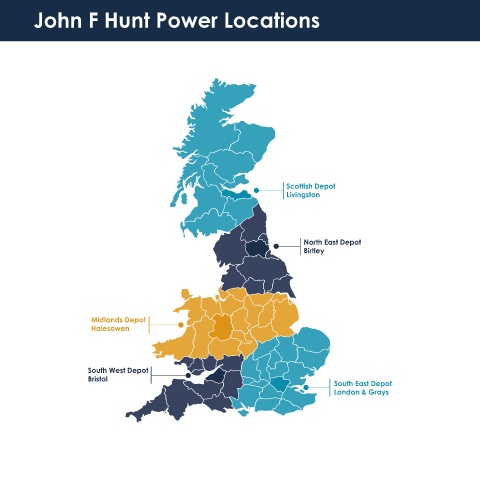 John F Hunt Power Locations
Scottish Depot
Livingston
North East Depot
Birtley
Midlands Depot
Halesowen
South West Depot
Bristol
South East Depot
London & Grays